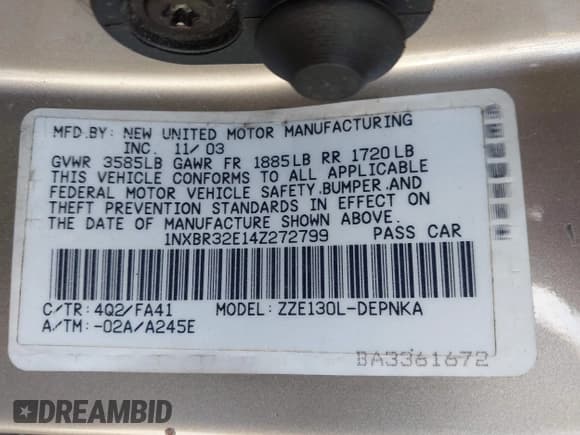 MFD.BY: NEW UNITED MOTOR MANUFACTURING
INC. 11/03
GVWR 3585LB GAWR FR 1885LB RR 1720LB
THIS VEHICLE CONFORMS TO ALL APPLICABLE
FEDERAL MOTOR VEHICLE SAFETY,BUMPER,AND
THEFT PREVENTION STANDARDS IN EFFECT ON
THE DATE OF MANUFACTURE SHOWN ABOVE.
1NXBR32E14Z272799 PASS CAR
C/TR: 4Q2/FA41 MODEL: ZZE130L-DEPNKA
A/TM: -02A/A245E
BA3361672
DREAMBID